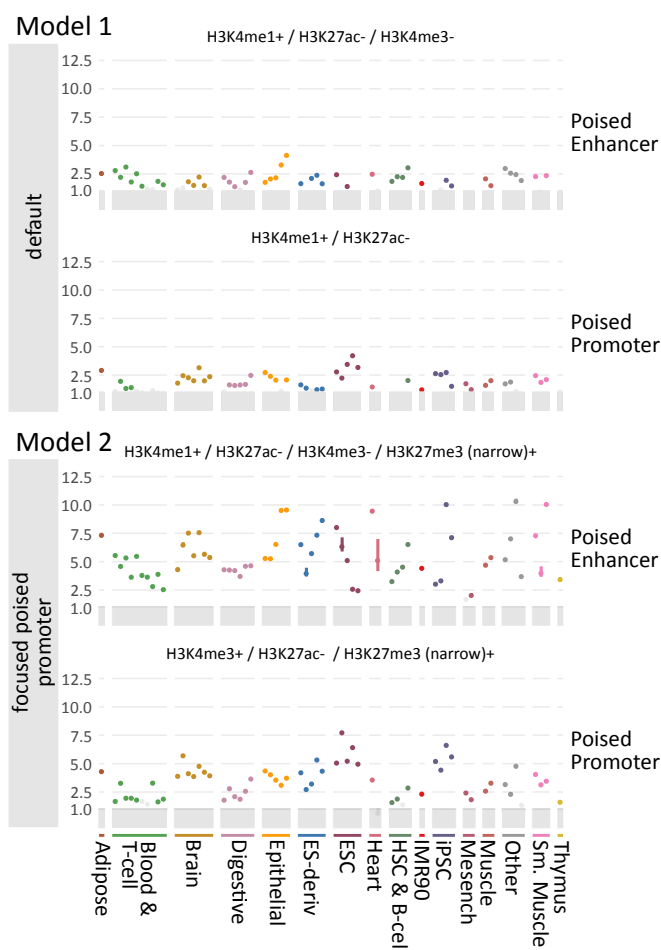 Model 1
H3K4me1+ / H3K27ac- / H3K4me3-
12.5
10.0
7.5
5.0
2.5
1.0
Poised
Enhancer
default
H3K4me1+ / H3K27ac-
12.5
10.0
7.5
5.0
2.5
1.0
Poised
Promoter
Model 2
H3K4me1+ / H3K27ac- / H3K4me3- / H3K27me3 (narrow)+
12.5
10.0
7.5
5.0
2.5
1.0
Poised
Enhancer
focused poised
promoter
H3K4me3+ / H3K27ac- / H3K27me3 (narrow)+
12.5
10.0
7.5
5.0
2.5
1.0
Poised
Promoter
Adipose
Blood &
T-cell
Brain
Digestive
Epithelial
ES-deriv
ESC
Heart
HSC & B-cel
IMR90
iPSC
Mesench
Muscle
Other
Sm. Muscle
Thymus